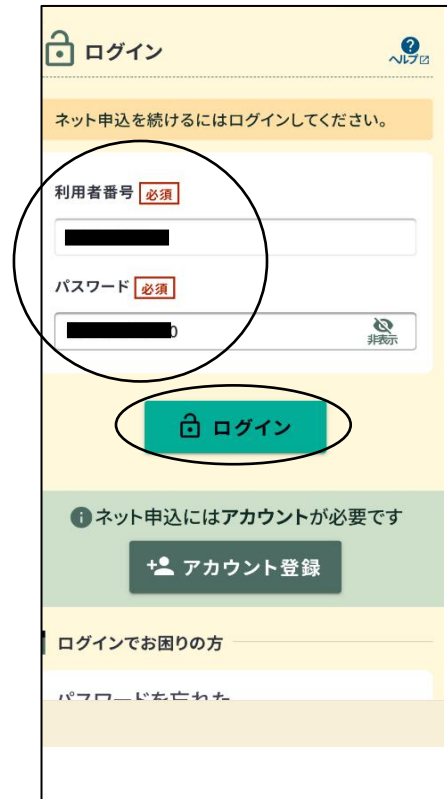 ログイン
ヘルプ
ネット申込を続けるにはログインしてください。
利用者番号 必須
パスワード 必須
0
非表示
ログイン
ネット申込にはアカウントが必要です
アカウント登録
ログインでお困りの方
パスワードを忘れた